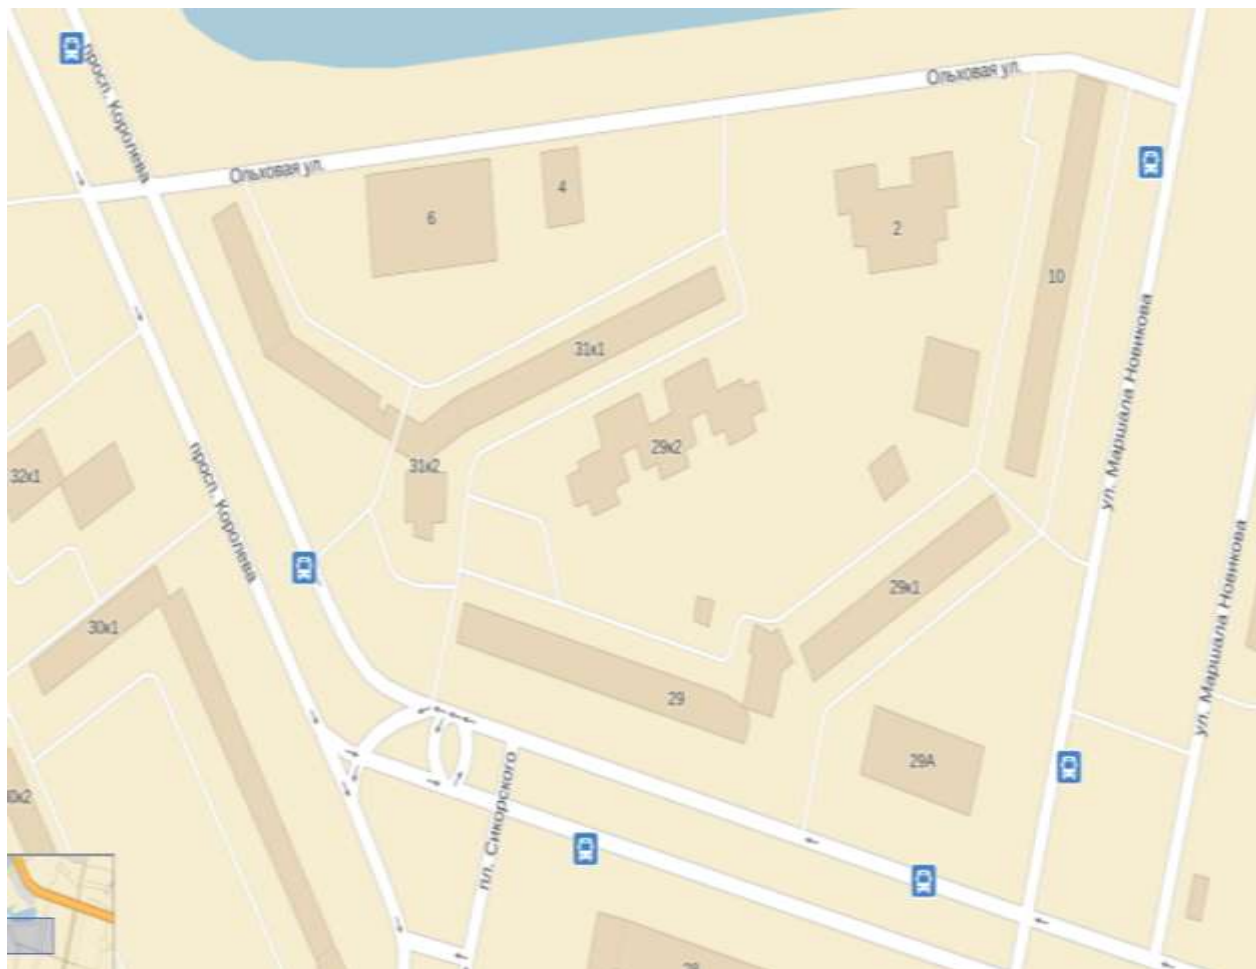 просп. Королева
Ольховая ул.
Ольховая ул.
6
4
2
10
31к1
ул. Маршала Новикова
29к2
31к2
32к1
просп. Королева
29к1
ул. Маршала Новикова
30к1
29
29А
0к2
пл. Сикорского